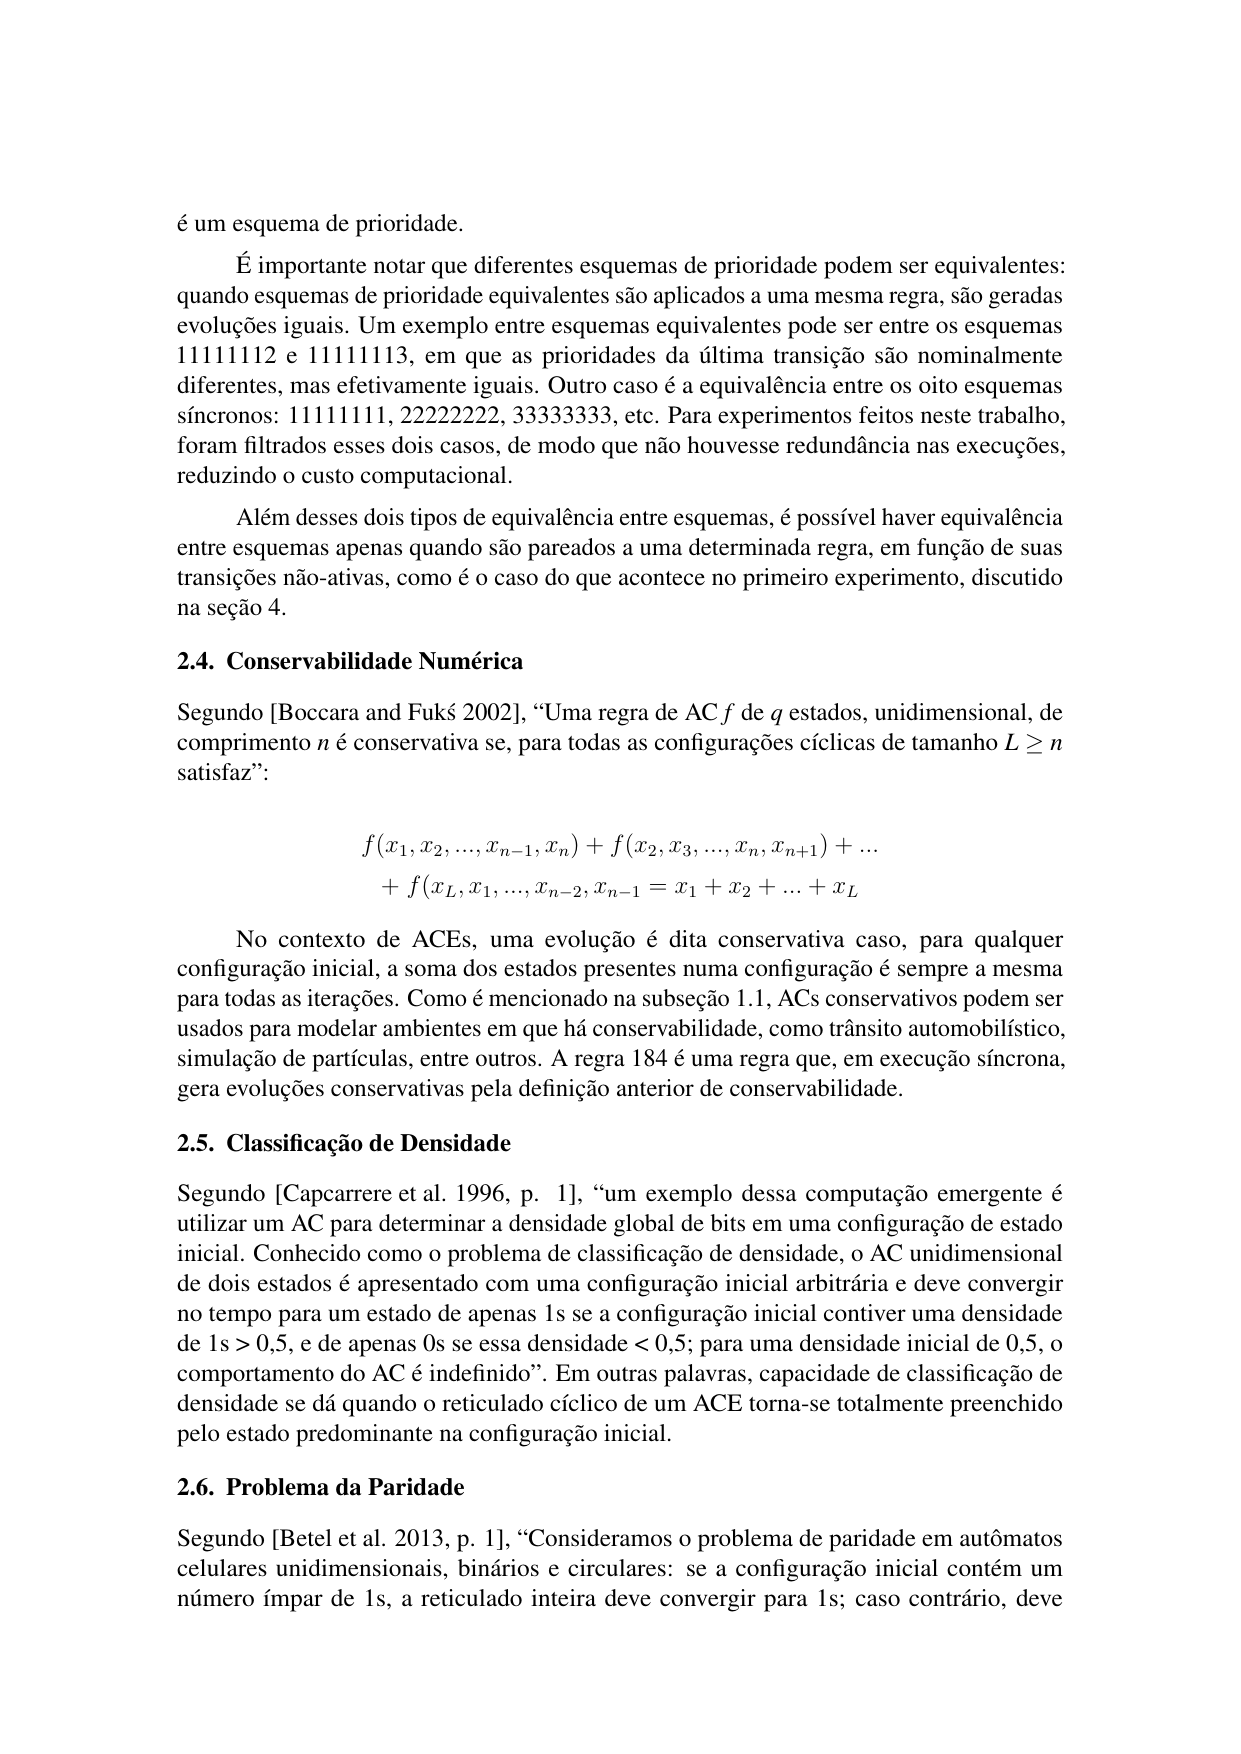 é um esquema de prioridade.
É importante notar que diferentes esquemas de prioridade podem ser equivalentes:
quando esquemas de prioridade equivalentes são aplicados a uma mesma regra, são geradas
evoluções iguais. Um exemplo entre esquemas equivalentes pode ser entre os esquemas
11111112 e 11111113, em que as prioridades da última transição são nominalmente
diferentes, mas efetivamente iguais. Outro caso é a equivalência entre os oito esquemas
síncronos: 11111111, 22222222, 33333333, etc. Para experimentos feitos neste trabalho,
foram filtrados esses dois casos, de modo que não houvesse redundância nas execuções,
reduzindo o custo computacional.
Além desses dois tipos de equivalência entre esquemas, é possível haver equivalência
entre esquemas apenas quando são pareados a uma determinada regra, em função de suas
transições não-ativas, como é o caso do que acontece no primeiro experimento, discutido
na seção 4.
2.4. Conservabilidade Numérica
Segundo [Boccara and Fukś 2002], “Uma regra de AC f de q estados, unidimensional, de
comprimento n é conservativa se, para todas as configurações cíclicas de tamanho L ≥ n
satisfaz”:
f(x₁, x₂, ..., xₙ₋₁, xₙ) + f(x₂, x₃, ..., xₙ, xₙ₊₁) + ...
+ f(x_L, x₁, ..., xₙ₋₂, xₙ₋₁ = x₁ + x₂ + ... + x_L
No contexto de ACEs, uma evolução é dita conservativa caso, para qualquer
configuração inicial, a soma dos estados presentes numa configuração é sempre a mesma
para todas as iterações. Como é mencionado na subseção 1.1, ACs conservativos podem ser
usados para modelar ambientes em que há conservabilidade, como trânsito automobilístico,
simulação de partículas, entre outros. A regra 184 é uma regra que, em execução síncrona,
gera evoluções conservativas pela definição anterior de conservabilidade.
2.5. Classificação de Densidade
Segundo [Capcarrere et al. 1996, p. 1], “um exemplo dessa computação emergente é
utilizar um AC para determinar a densidade global de bits em uma configuração de estado
inicial. Conhecido como o problema de classificação de densidade, o AC unidimensional
de dois estados é apresentado com uma configuração inicial arbitrária e deve convergir
no tempo para um estado de apenas 1s se a configuração inicial contiver uma densidade
de 1s > 0,5, e de apenas 0s se essa densidade < 0,5; para uma densidade inicial de 0,5, o
comportamento do AC é indefinido”. Em outras palavras, capacidade de classificação de
densidade se dá quando o reticulado cíclico de um ACE torna-se totalmente preenchido
pelo estado predominante na configuração inicial.
2.6. Problema da Paridade
Segundo [Betel et al. 2013, p. 1], “Consideramos o problema de paridade em autômatos
celulares unidimensionais, binários e circulares: se a configuração inicial contém um
número ímpar de 1s, a reticulado inteira deve convergir para 1s; caso contrário, deve